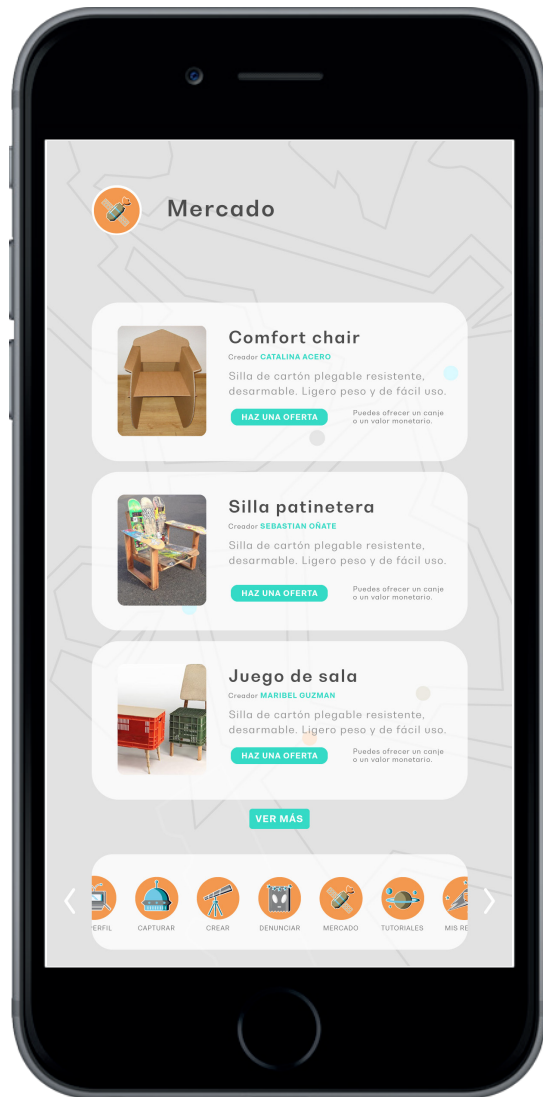 Mercado
Comfort chair
Creador CATALINA ACERO
Silla de cartón plegable resistente,
desarmable. Ligero peso y de fácil uso.
HAZ UNA OFERTA
Puedes ofrecer un canje
o un valor monetario.
Silla patinetera
Creador SEBASTIAN OÑATE
Silla de cartón plegable resistente,
desarmable. Ligero peso y de fácil uso.
HAZ UNA OFERTA
Puedes ofrecer un canje
o un valor monetario.
Juego de sala
Creador MARIBEL GUZMAN
Silla de cartón plegable resistente,
desarmable. Ligero peso y de fácil uso.
HAZ UNA OFERTA
Puedes ofrecer un canje
o un valor monetario.
VER MÁS
PERFIL CAPTURAR CREAR DENUNCIAR MERCADO TUTORIALES MIS RE